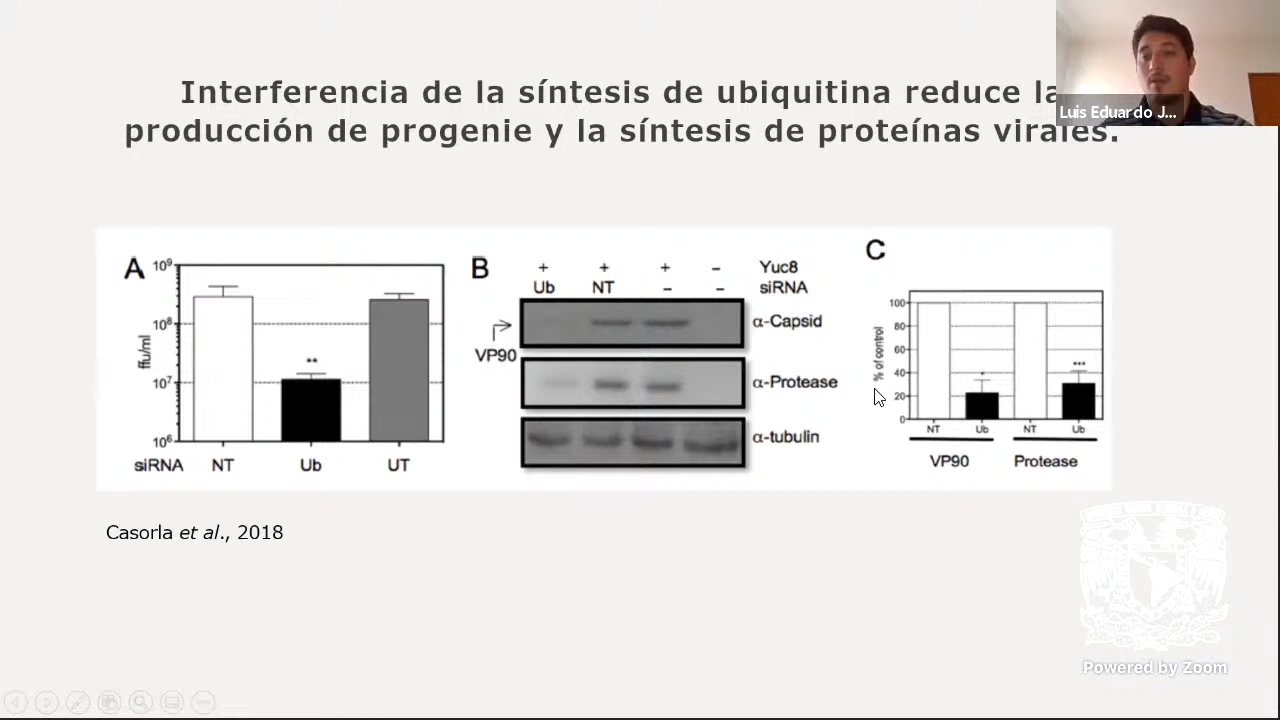 Interferencia de la síntesis de ubiquitina reduce la
producción de progenie y la síntesis de proteínas virales.
Luis Eduardo J...
A
10⁹
10⁸
10⁷
10⁶
ffu/ml
**
siRNA NT Ub UT
B
+ + + – Yuc8
Ub NT – – siRNA
α-Capsid
VP90
α-Protease
α-tubulin
C
100
80
60
40
20
0
% of control
* ***
NT Ub NT Ub
VP90 Protease
Casorla et al., 2018
Powered by Zoom